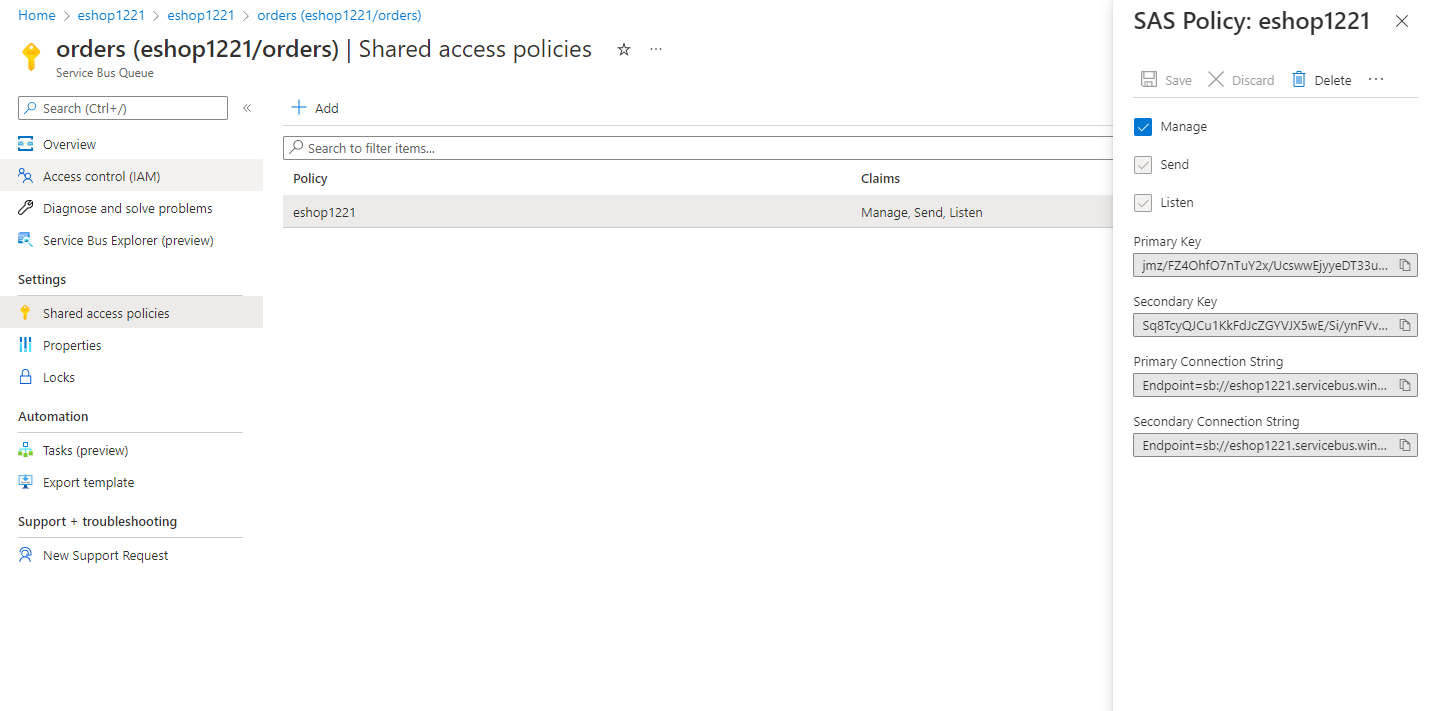 Home > eshop1221 > eshop1221 > orders (eshop1221/orders)
orders (eshop1221/orders) | Shared access policies
Service Bus Queue
Search (Ctrl+/)
Overview
Access control (IAM)
Diagnose and solve problems
Service Bus Explorer (preview)
Settings
Shared access policies
Properties
Locks
Automation
Tasks (preview)
Export template
Support + troubleshooting
New Support Request
Add
Search to filter items...
Policy Claims
eshop1221 Manage, Send, Listen
SAS Policy: eshop1221
Save Discard Delete
Manage
Send
Listen
Primary Key
jmz/FZ4OhfO7nTuY2x/UcswwEjyyeDT33u...
Secondary Key
Sq8TcyQJCu1KkFdJcZGYVJX5wE/Si/ynFVv...
Primary Connection String
Endpoint=sb://eshop1221.servicebus.win...
Secondary Connection String
Endpoint=sb://eshop1221.servicebus.win...